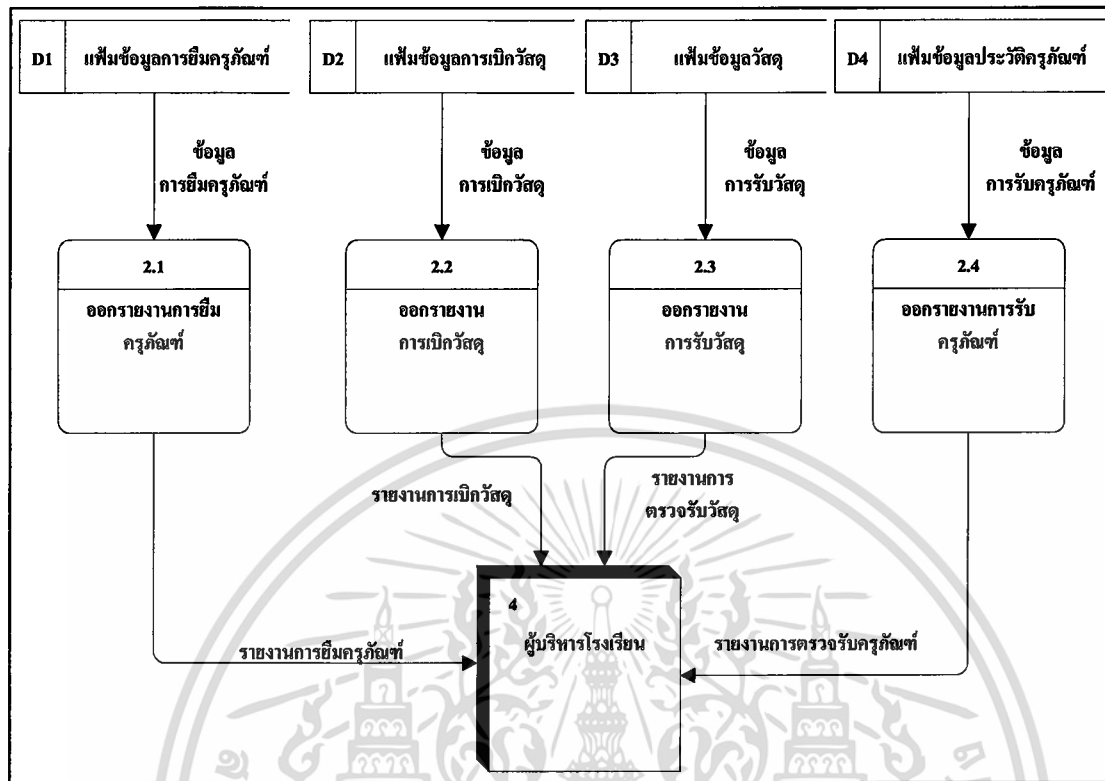 D1 แฟ้มข้อมูลการยืมครุภัณฑ์
D2 แฟ้มข้อมูลการเบิกวัสดุ
D3 แฟ้มข้อมูลวัสดุ
D4 แฟ้มข้อมูลประวัติครุภัณฑ์
ข้อมูล
การยืมครุภัณฑ์
ข้อมูล
การเบิกวัสดุ
ข้อมูล
การรับวัสดุ
ข้อมูล
การรับครุภัณฑ์
2.1
ออกรายงานการยืม
ครุภัณฑ์
2.2
ออกรายงาน
การเบิกวัสดุ
2.3
ออกรายงาน
การรับวัสดุ
2.4
ออกรายงานการรับ
ครุภัณฑ์
รายงานการเบิกวัสดุ
รายงานการ
ตรวจรับวัสดุ
4
ผู้บริหารโรงเรียน
รายงานการยืมครุภัณฑ์
รายงานการตรวจรับครุภัณฑ์